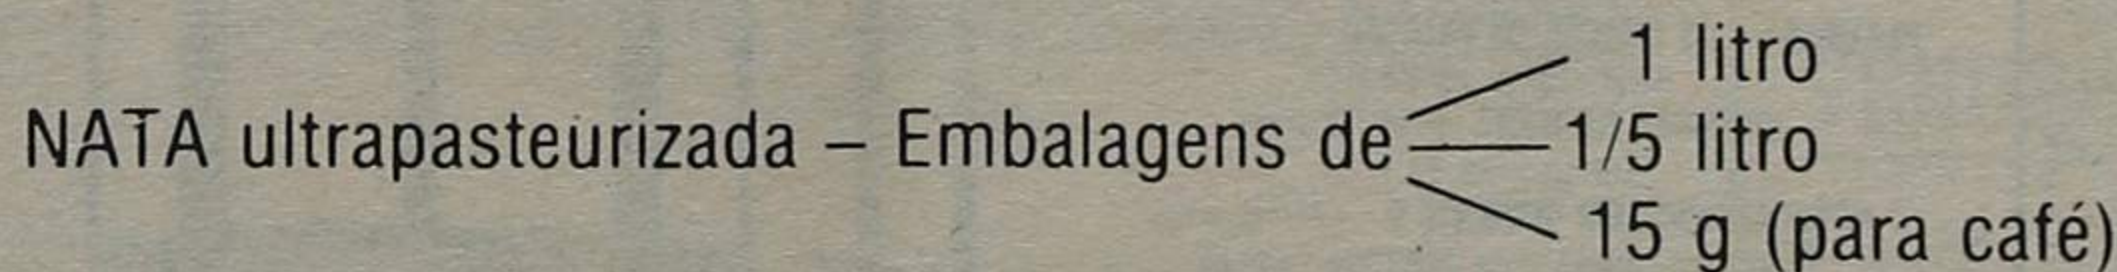 NATA ultrapasteurizada – Embalagens de
1 litro
1/5 litro
15 g (para café)